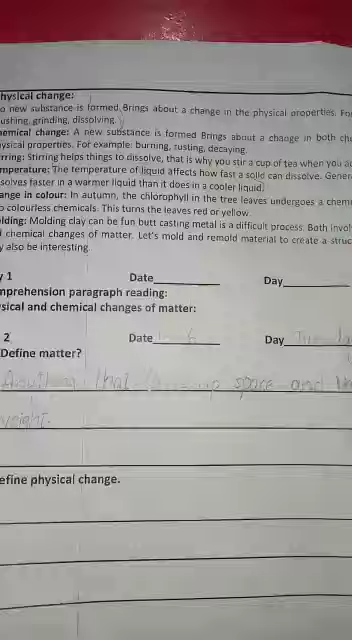 hysical change:
o new substance is formed. Brings about a change in the physical properties. For
ushing, grinding, dissolving.
hemical change: A new substance is formed Brings about a change in both che
ysical properties. For example: burning, rusting, decaying.
rring: Stirring helps things to dissolve, that is why you stir a cup of tea when you ad
mperature: The temperature of liquid affects how fast a solid can dissolve. Gener
solves faster in a warmer liquid than it does in a cooler liquid.
ange in colour: In autumn, the chlorophyll in the tree leaves undergoes a chemi
o colourless chemicals. This turns the leaves red or yellow.
lding: Molding clay can be fun butt casting metal is a difficult process. Both invol
d chemical changes of matter. Let's mold and remold material to create a struc
y also be interesting
y 1 Date Day
mprehension paragraph reading:
sical and chemical changes of matter:
2 Date 6 Day
Define matter?
Anything that up space and
weight.
efine physical change.